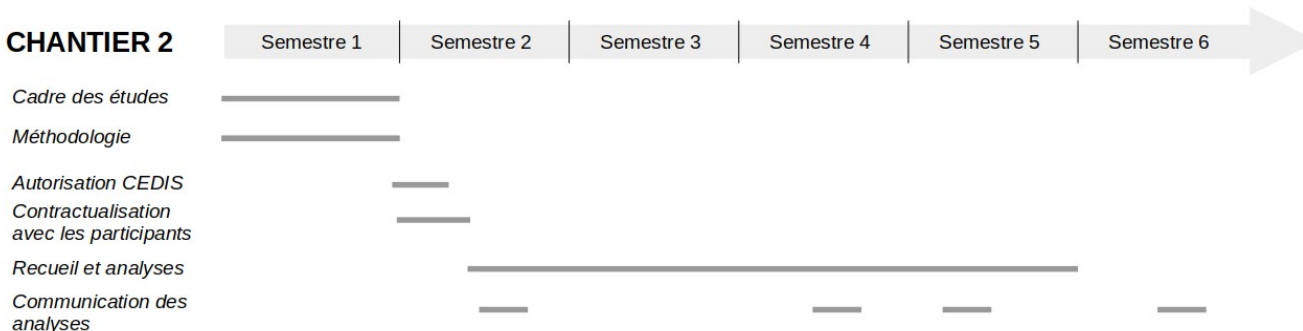 CHANTIER 2
Semestre 1
Semestre 2
Semestre 3
Semestre 4
Semestre 5
Semestre 6
Cadre des études
Méthodologie
Autorisation CEDIS
Contractualisation
avec les participants
Recueil et analyses
Communication des
analyses